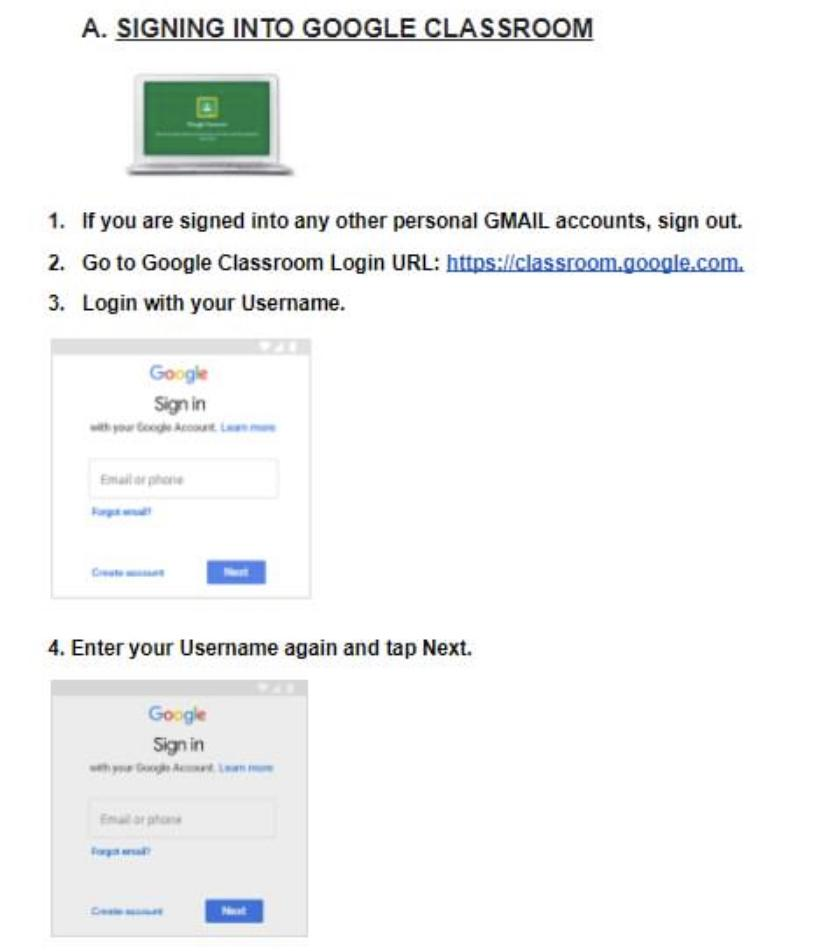 A. SIGNING INTO GOOGLE CLASSROOM
1. If you are signed into any other personal GMAIL accounts, sign out.
2. Go to Google Classroom Login URL: https://classroom.google.com.
3. Login with your Username.
Google
Sign in
with your Google Account. Learn more
Email or phone
Forgot email?
Create account Next
4. Enter your Username again and tap Next.
Google
Sign in
with your Google Account. Learn more
Email or phone
Forgot email?
Create account Next